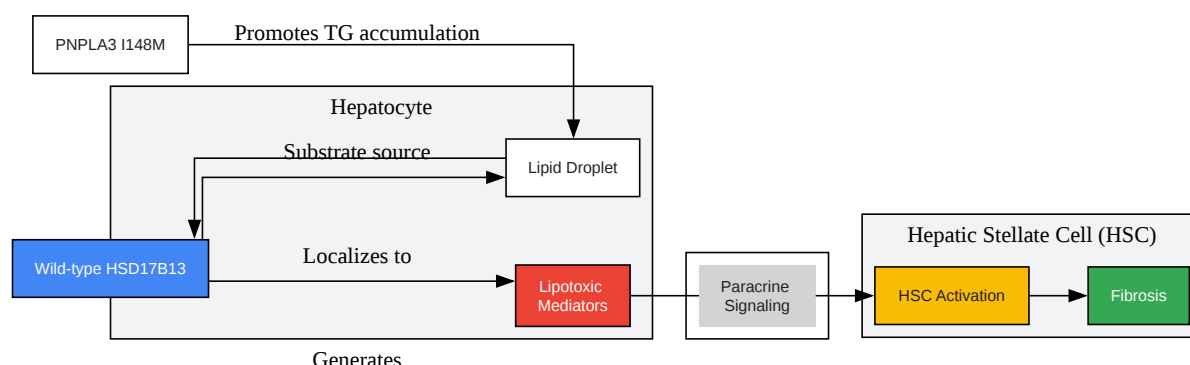 PNPLA3 I148M
Promotes TG accumulation
Hepatocyte
Substrate source
Lipid Droplet
Wild-type HSD17B13
Localizes to
Lipotoxic
Mediators
Generates
Paracrine
Signaling
Hepatic Stellate Cell (HSC)
HSC Activation
Fibrosis